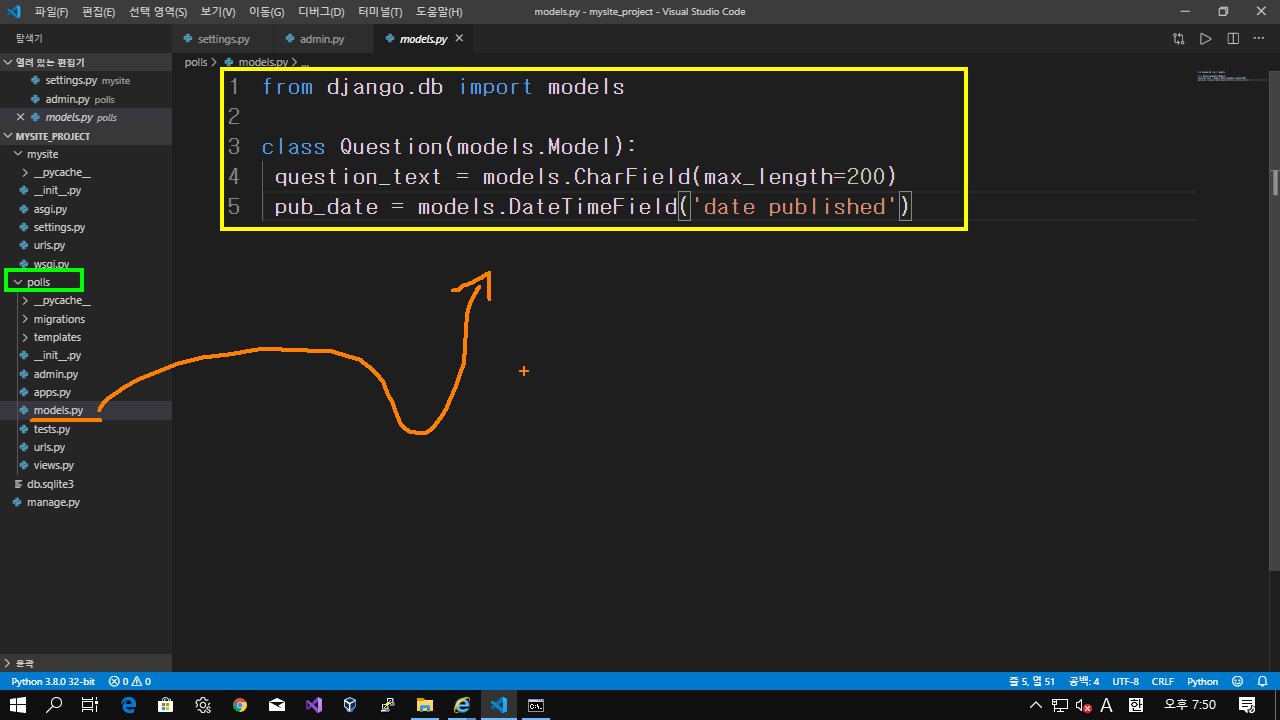 파일(F) 편집(E) 선택 영역(S) 보기(V) 이동(G) 디버그(D) 터미널(T) 도움말(H) models.py - mysite_project - Visual Studio Code
탐색기
settings.py admin.py models.py
열려 있는 편집기
settings.py mysite
admin.py polls
models.py polls
MYSITE_PROJECT
mysite
__pycache__
__init__.py
asgi.py
settings.py
urls.py
wsgi.py
polls
__pycache__
migrations
templates
__init__.py
admin.py
apps.py
models.py
tests.py
urls.py
views.py
db.sqlite3
manage.py
윤곽
polls > models.py > ...
1 from django.db import models
2
3 class Question(models.Model):
4 question_text = models.CharField(max_length=200)
5 pub_date = models.DateTimeField('date published')
Python 3.8.0 32-bit 0 0 줄 5, 열 51 공백: 4 UTF-8 CRLF Python
A 한 오후 7:50